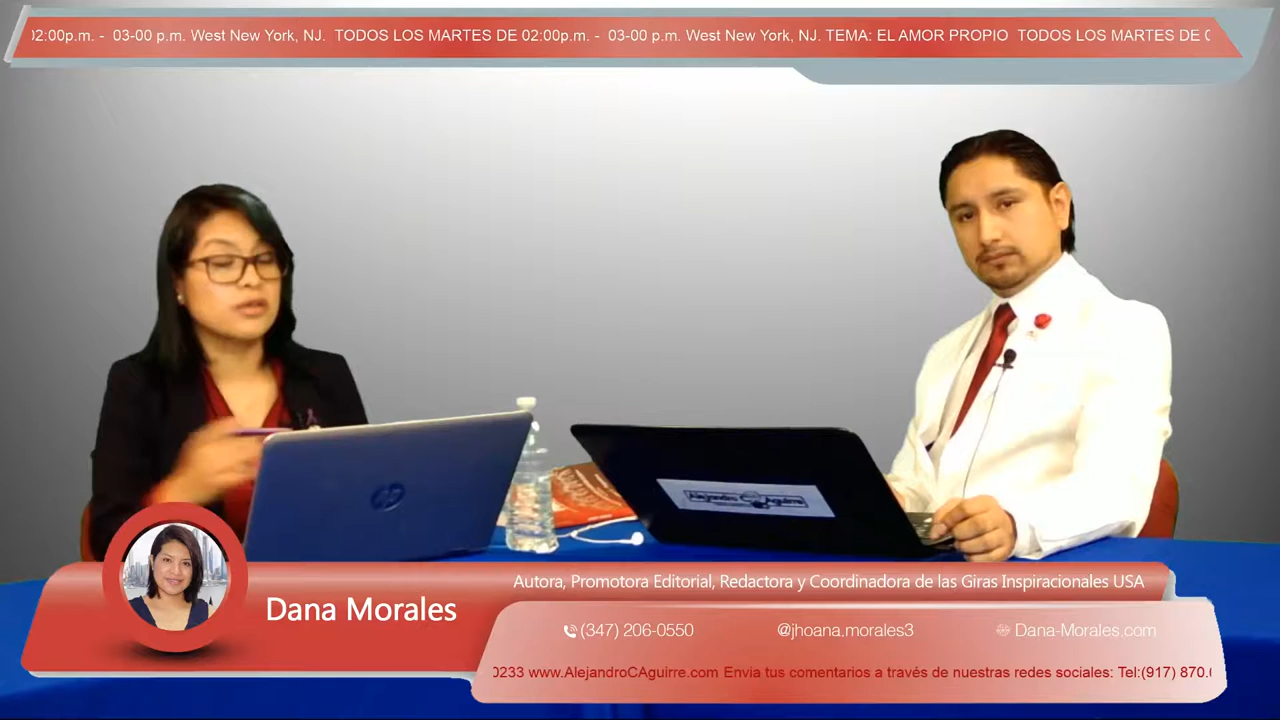 02:00p.m. - 03-00 p.m. West New York, NJ. TODOS LOS MARTES DE 02:00p.m. - 03-00 p.m. West New York, NJ. TEMA: EL AMOR PROPIO TODOS LOS MARTES DE
hp
Alejandro C Aguirre
Autora, Promotora Editorial, Redactora y Coordinadora de las Giras Inspiracionales USA
Dana Morales
(347) 206-0550 @jhoana.morales3 Dana-Morales.com
0233 www.AlejandroCAguirre.com Envia tus comentarios a través de nuestras redes sociales: Tel:(917) 870.